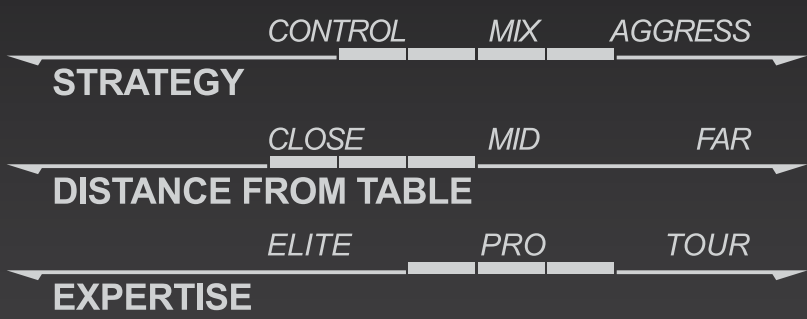 CONTROL MIX AGGRESS
STRATEGY
CLOSE MID FAR
DISTANCE FROM TABLE
ELITE PRO TOUR
EXPERTISE